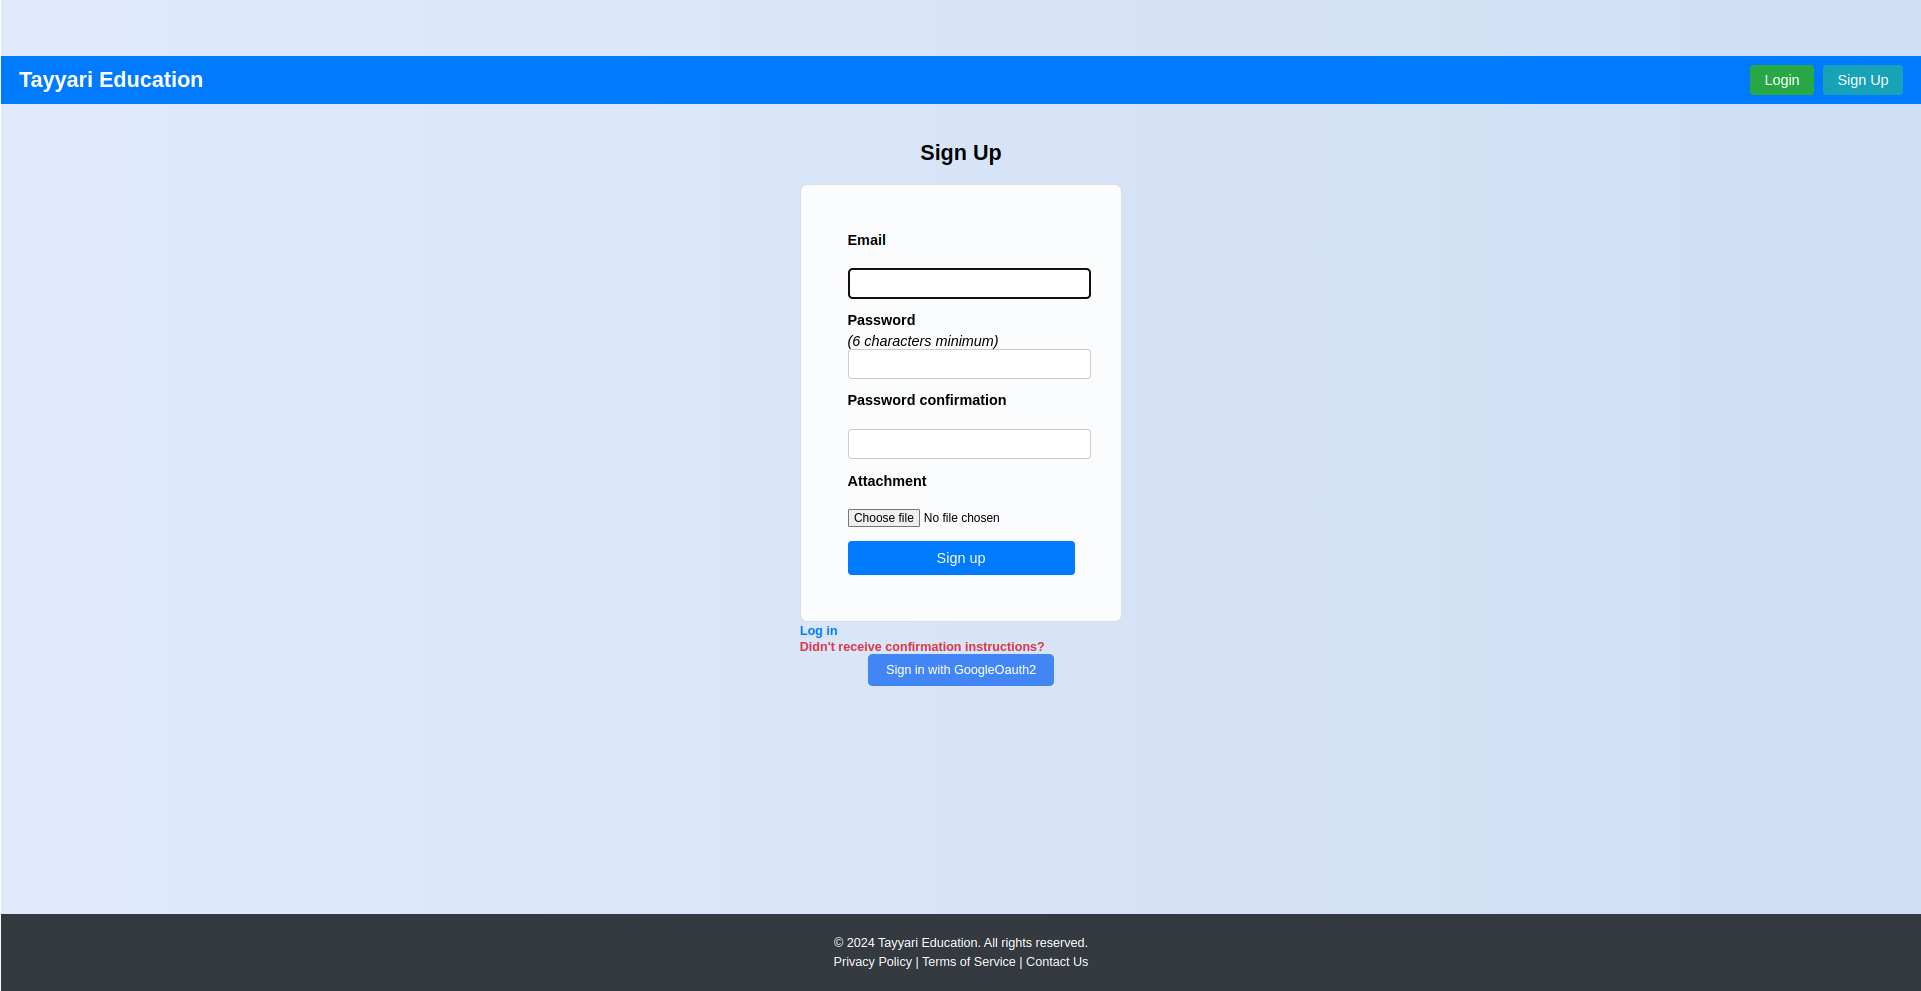 Tayyari Education
Login
Sign Up
Sign Up
Email
Password
(6 characters minimum)
Password confirmation
Attachment
Choose file No file chosen
Sign up
Log in
Didn't receive confirmation instructions?
Sign in with GoogleOauth2
© 2024 Tayyari Education. All rights reserved.
Privacy Policy | Terms of Service | Contact Us